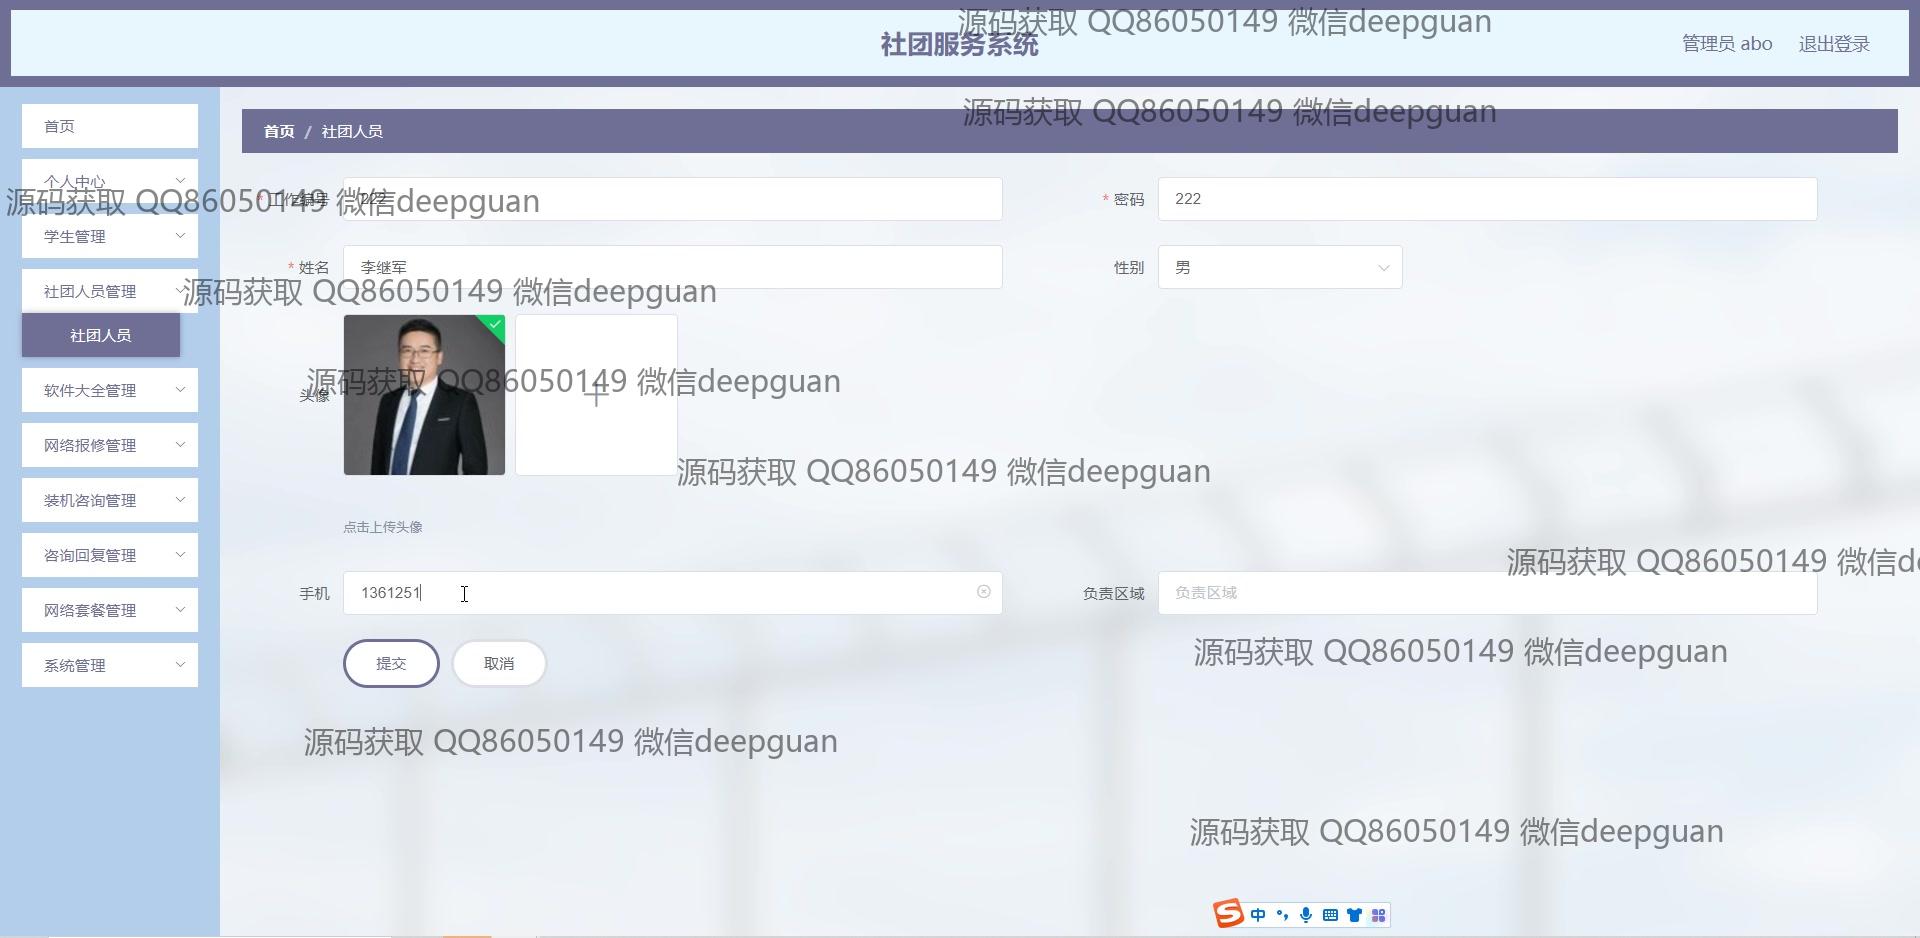 社团服务系统
源码获取 QQ86050149 微信deepguan
管理员 abo
退出登录
源码获取 QQ86050149 微信deepguan
首页 / 社团人员
首页
个人中心
源码获取 QQ86050149 微信deepguan
学生管理
社团人员管理
社团人员
软件大全管理
网络报修管理
装机咨询管理
咨询回复管理
网络套餐管理
系统管理
* 工作编号 222
* 密码 222
* 姓名 李继军
性别 男
源码获取 QQ86050149 微信deepguan
源码获取 QQ86050149 微信deepguan
头像
源码获取 QQ86050149 微信deepguan
点击上传头像
源码获取 QQ86050149 微信d
手机 1361251
负责区域 负责区域
提交
取消
源码获取 QQ86050149 微信deepguan
源码获取 QQ86050149 微信deepguan
源码获取 QQ86050149 微信deepguan
S 中